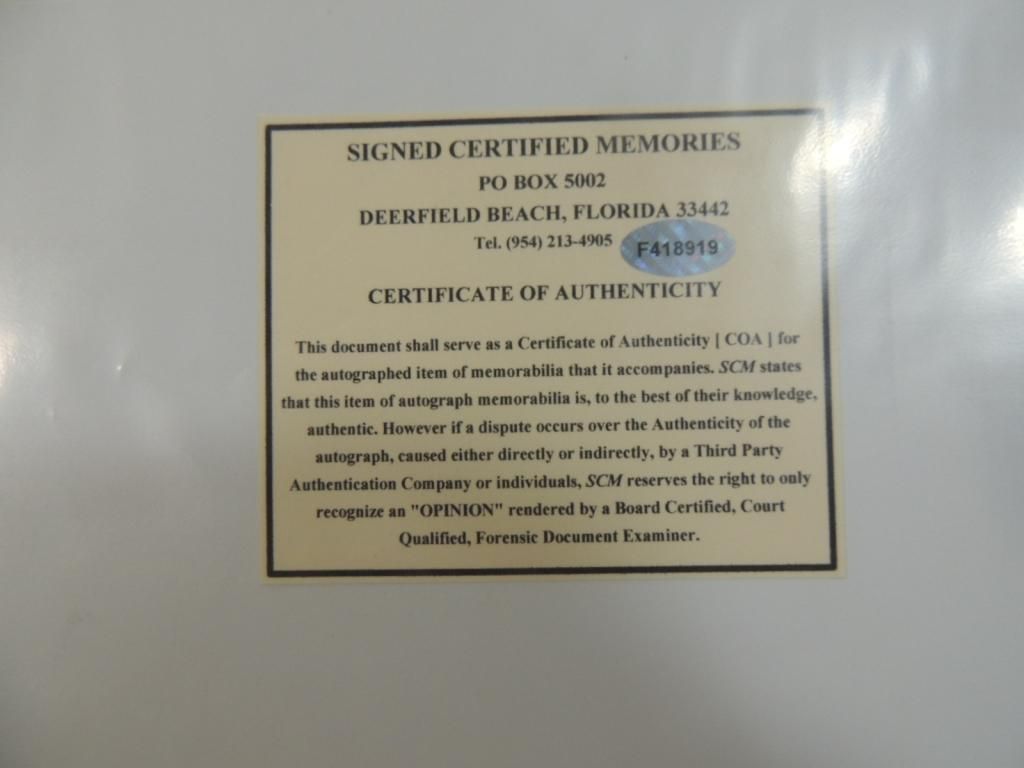 SIGNED CERTIFIED MEMORIES
PO BOX 5002
DEERFIELD BEACH, FLORIDA 33442
Tel. (954) 213-4905
F418919
CERTIFICATE OF AUTHENTICITY
This document shall serve as a Certificate of Authenticity [ COA ] for
the autographed item of memorabilia that it accompanies. SCM states
that this item of autograph memorabilia is, to the best of their knowledge,
authentic. However if a dispute occurs over the Authenticity of the
autograph, caused either directly or indirectly, by a Third Party
Authentication Company or individuals, SCM reserves the right to only
recognize an "OPINION" rendered by a Board Certified, Court
Qualified, Forensic Document Examiner.